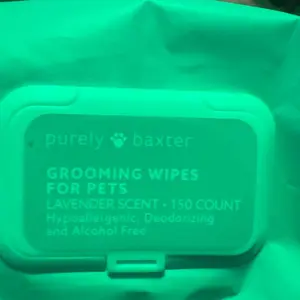 purely baxter
GROOMING WIPES
FOR PETS
LAVENDER SCENT • 150 COUNT
Hypoallergenic, Deodorizing
and Alcohol Free